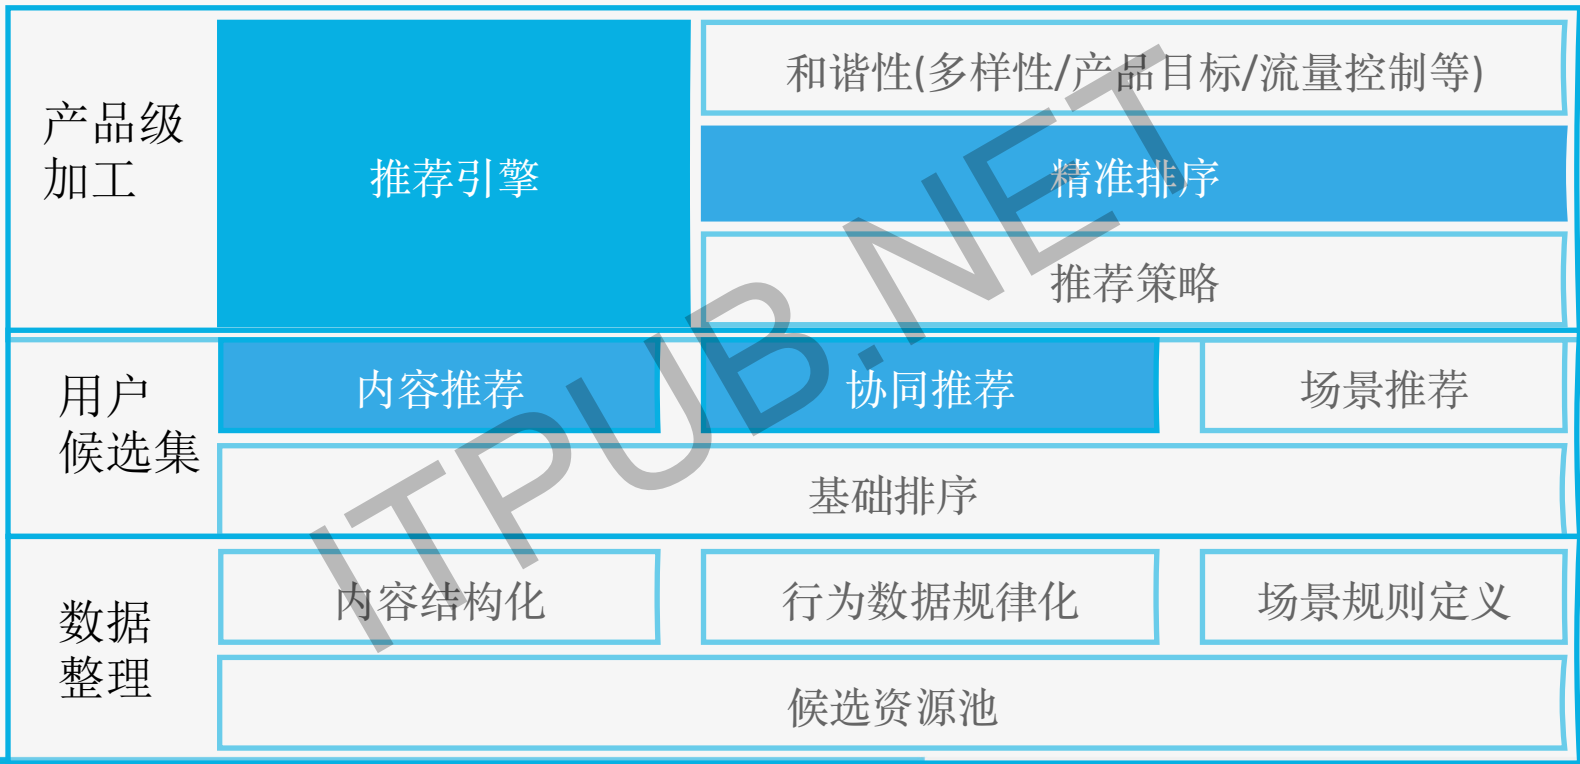 产品级
加工
推荐引擎
和谐性(多样性/产品目标/流量控制等)
精准排序
推荐策略
用户
候选集
内容推荐
协同推荐
场景推荐
基础排序
数据
整理
内容结构化
行为数据规律化
场景规则定义
候选资源池
ITPUB.NET